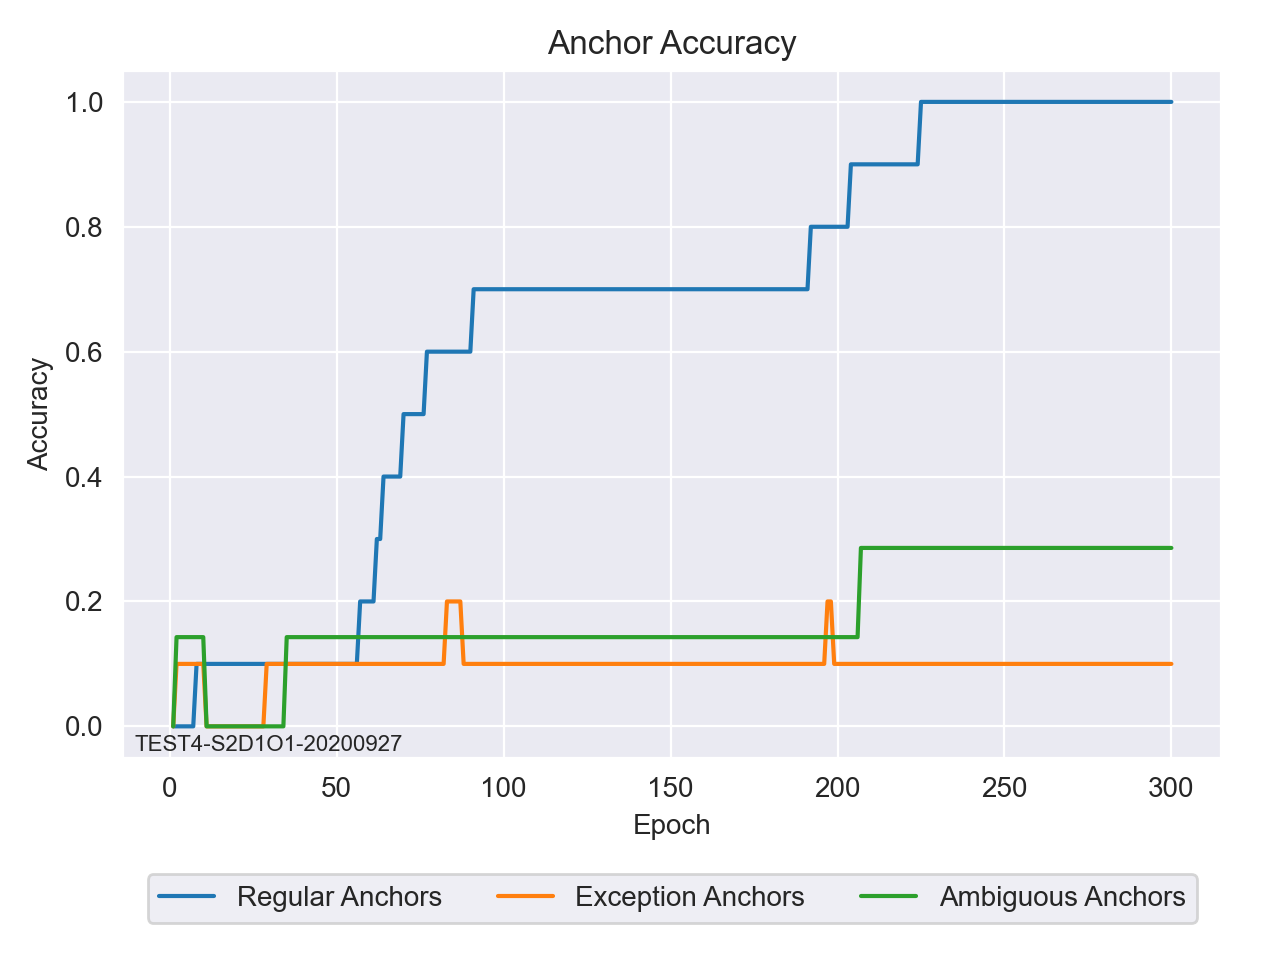 Anchor Accuracy
1.0
0.8
0.6
0.4
0.2
0.0
Accuracy
TEST4-S2D1O1-20200927
0 50 100 150 200 250 300
Epoch
Regular Anchors Exception Anchors Ambiguous Anchors